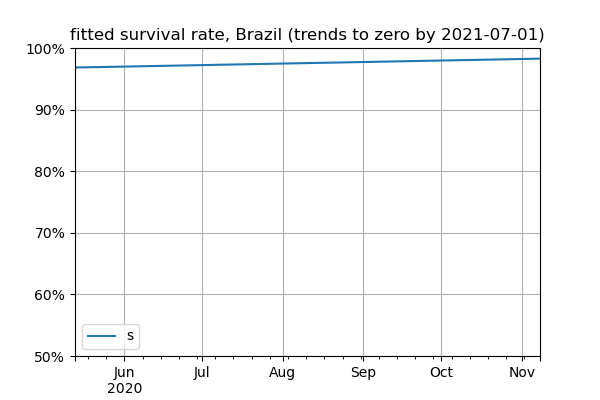 fitted survival rate, Brazil (trends to zero by 2021-07-01)
100%
90%
80%
70%
60%
50%
s
Jun Jul Aug Sep Oct Nov
2020